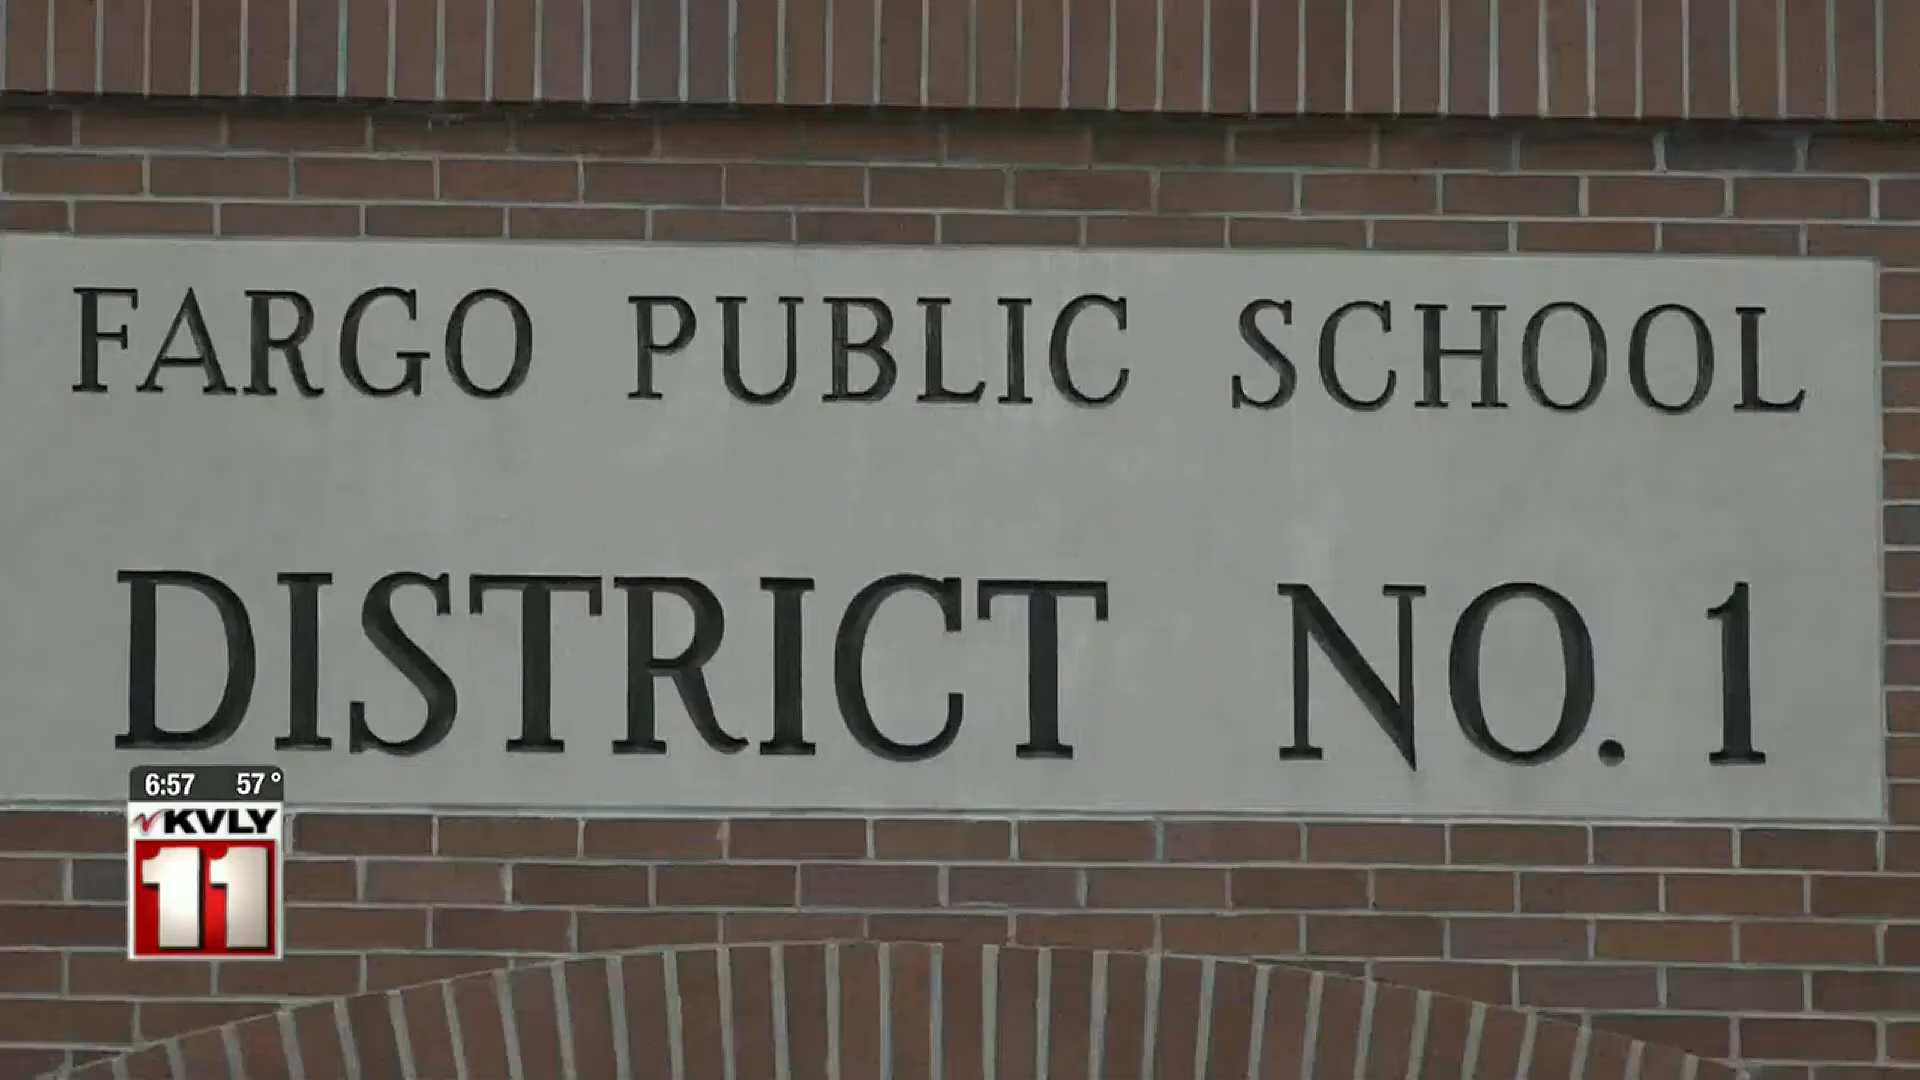 FARGO PUBLIC SCHOOL
DISTRICT NO. 1
6:57 57°
KVLY
11